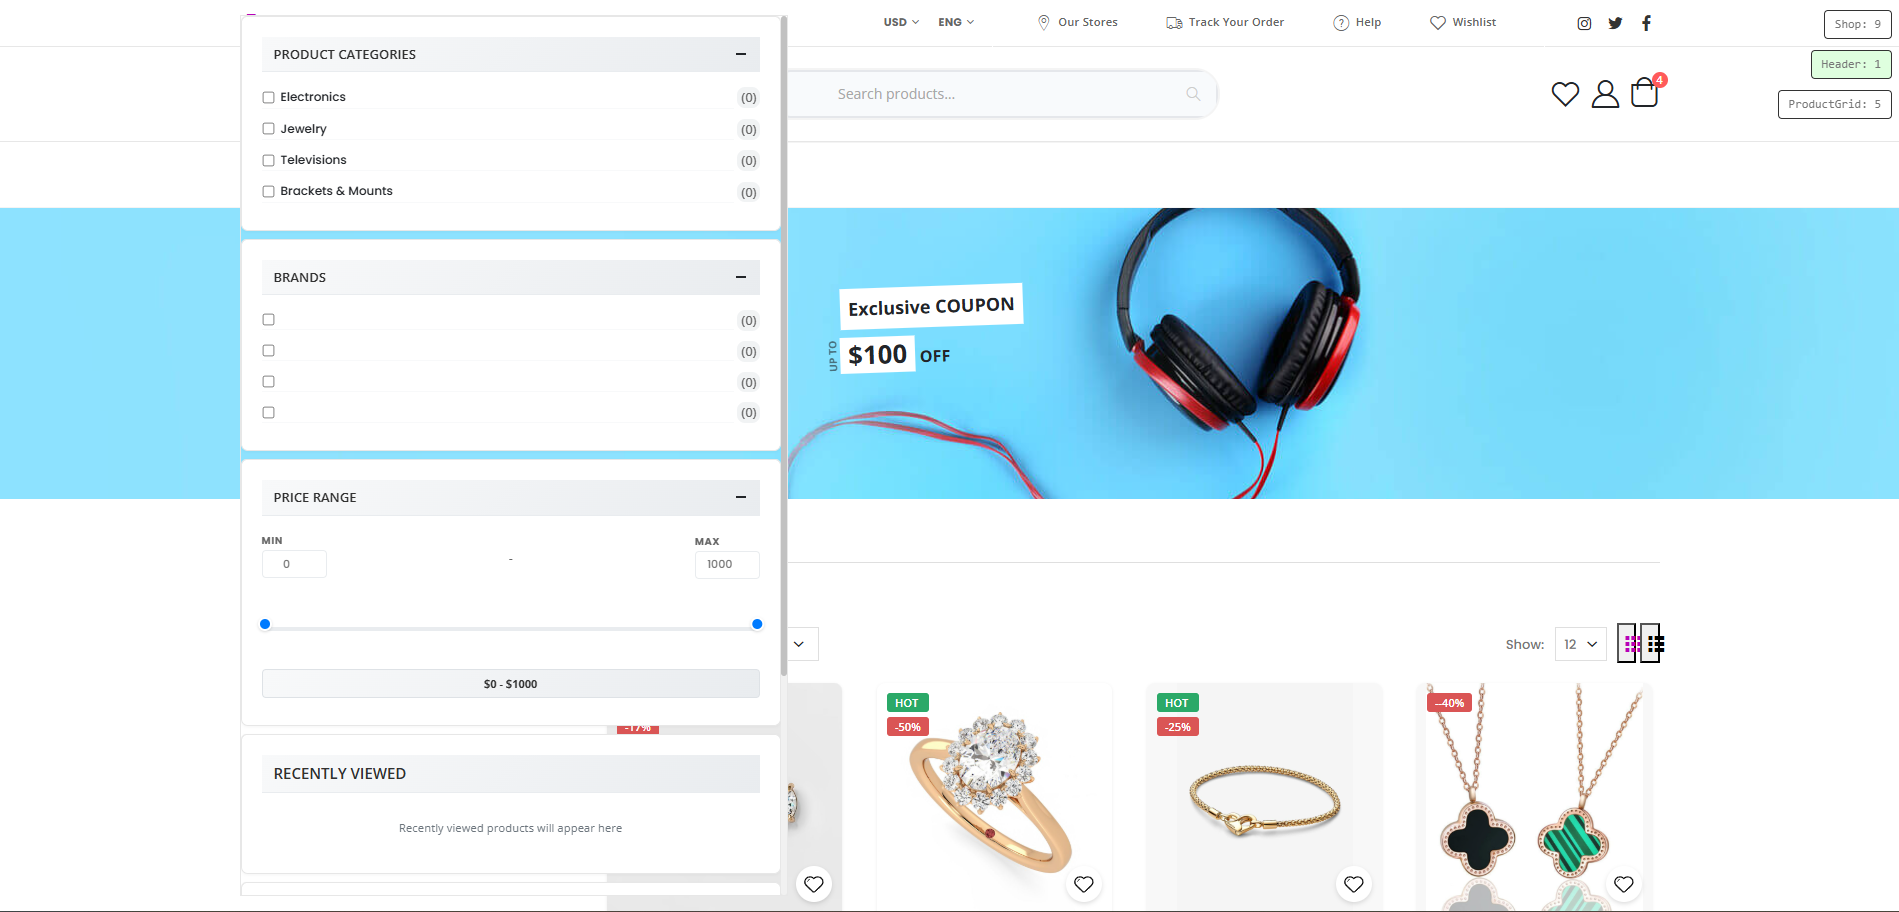 USD
ENG
Our Stores
Track Your Order
Help
Wishlist
Shop: 9
Header: 1
ProductGrid: 5
Search products...
4
PRODUCT CATEGORIES
Electronics (0)
Jewelry (0)
Televisions (0)
Brackets & Mounts (0)
BRANDS
(0)
(0)
(0)
(0)
Exclusive COUPON
UP TO
$100 OFF
PRICE RANGE
MIN
MAX
0
-
1000
$0 - $1000
Show: 12
-17%
HOT
-50%
HOT
-25%
--40%
RECENTLY VIEWED
Recently viewed products will appear here